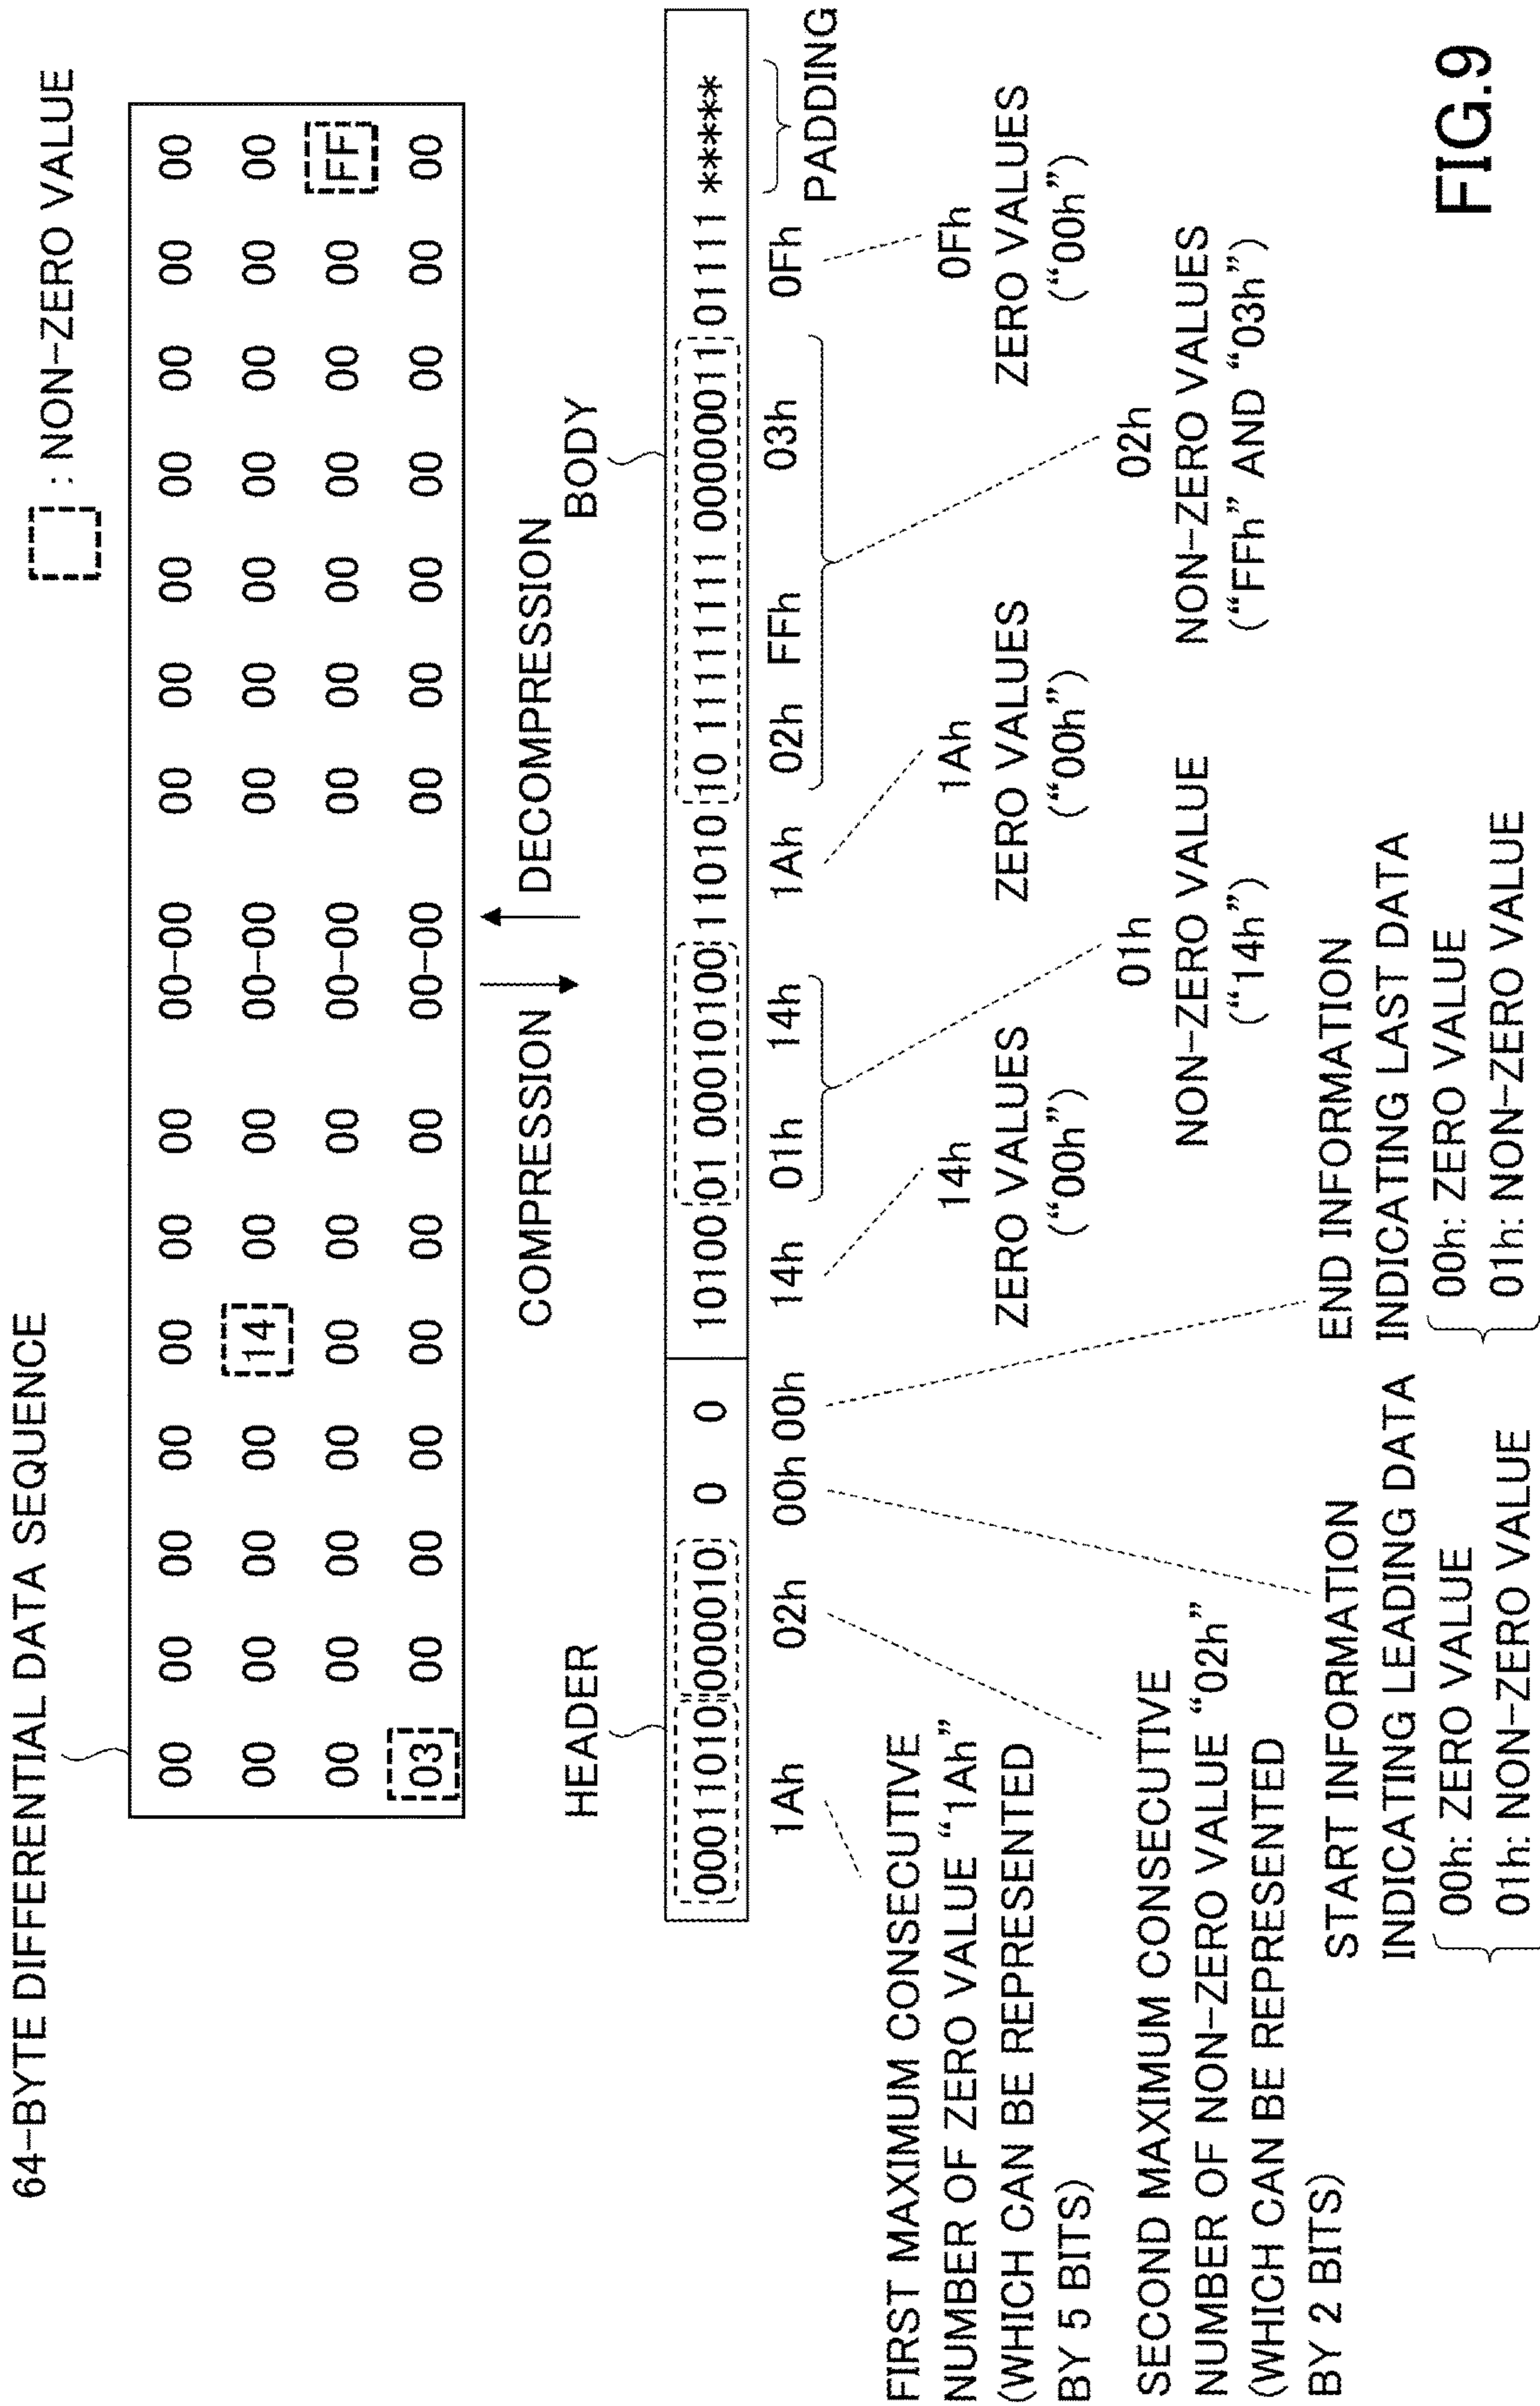 64-BYTE DIFFERENTIAL DATA SEQUENCE
: NON-ZERO VALUE
00 00 00 00 00 00 00 00-00 00 00 00 00 00 00 00
00 00 00 00 14 00 00 00-00 00 00 00 00 00 00 00
00 00 00 00 00 00 00 00-00 00 00 00 00 00 00 FF
03 00 00 00 00 00 00 00-00 00 00 00 00 00 00 00
COMPRESSION DECOMPRESSION
HEADER BODY
00011010 000010 0 0 10100 01 00010100 11010 10 11111111 00000011 01111 *****
1Ah 02h 00h 00h 14h 01h 14h 1Ah 02h FFh 03h 0Fh PADDING
FIRST MAXIMUM CONSECUTIVE
NUMBER OF ZERO VALUE “1Ah”
(WHICH CAN BE REPRESENTED
BY 5 BITS)
SECOND MAXIMUM CONSECUTIVE
NUMBER OF NON-ZERO VALUE “02h”
(WHICH CAN BE REPRESENTED
BY 2 BITS)
START INFORMATION
INDICATING LEADING DATA
00h: ZERO VALUE
01h: NON-ZERO VALUE
END INFORMATION
INDICATING LAST DATA
00h: ZERO VALUE
01h: NON-ZERO VALUE
14h
ZERO VALUES
(“00h”)
01h
NON-ZERO VALUE
(“14h”)
1Ah
ZERO VALUES
(“00h”)
02h
NON-ZERO VALUES
(“FFh” AND “03h”)
0Fh
ZERO VALUES
(“00h”)
FIG.9